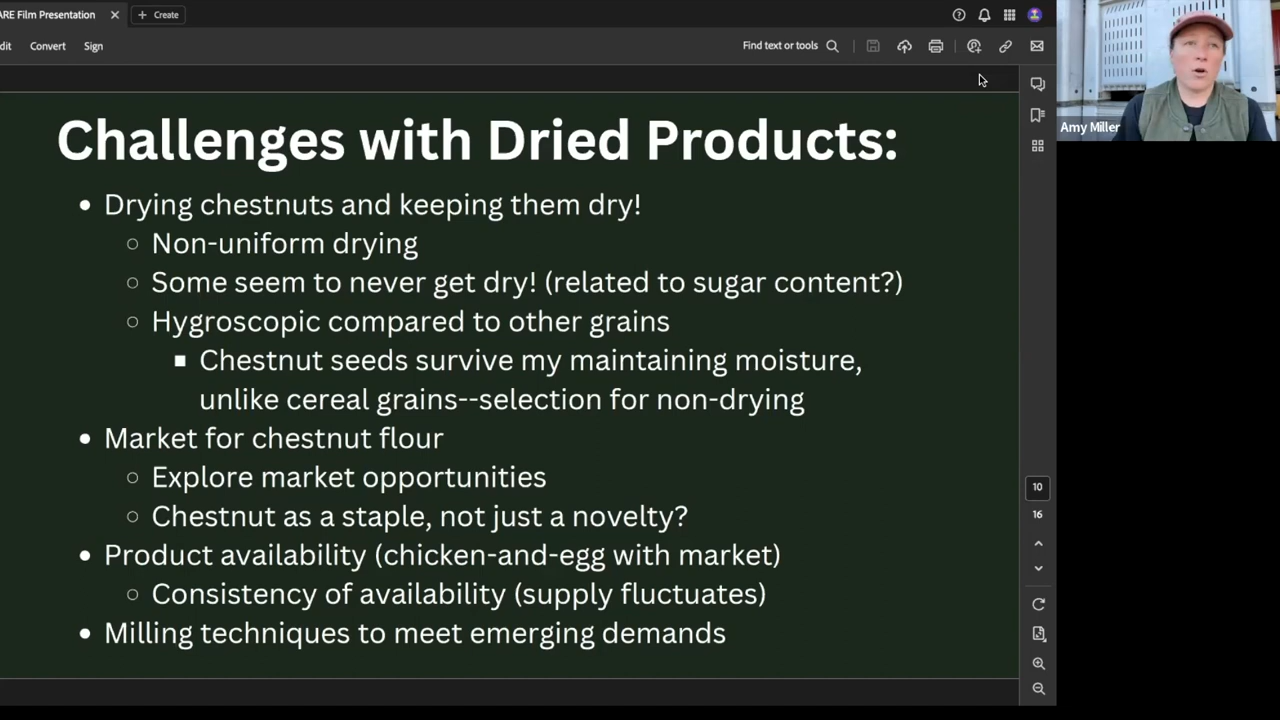 ARE Film Presentation
Create
dit
Convert
Sign
Find text or tools
Amy Miller
Challenges with Dried Products:
Drying chestnuts and keeping them dry!
Non-uniform drying
Some seem to never get dry! (related to sugar content?)
Hygroscopic compared to other grains
Chestnut seeds survive my maintaining moisture,
unlike cereal grains--selection for non-drying
Market for chestnut flour
Explore market opportunities
Chestnut as a staple, not just a novelty?
Product availability (chicken-and-egg with market)
Consistency of availability (supply fluctuates)
Milling techniques to meet emerging demands
10
16